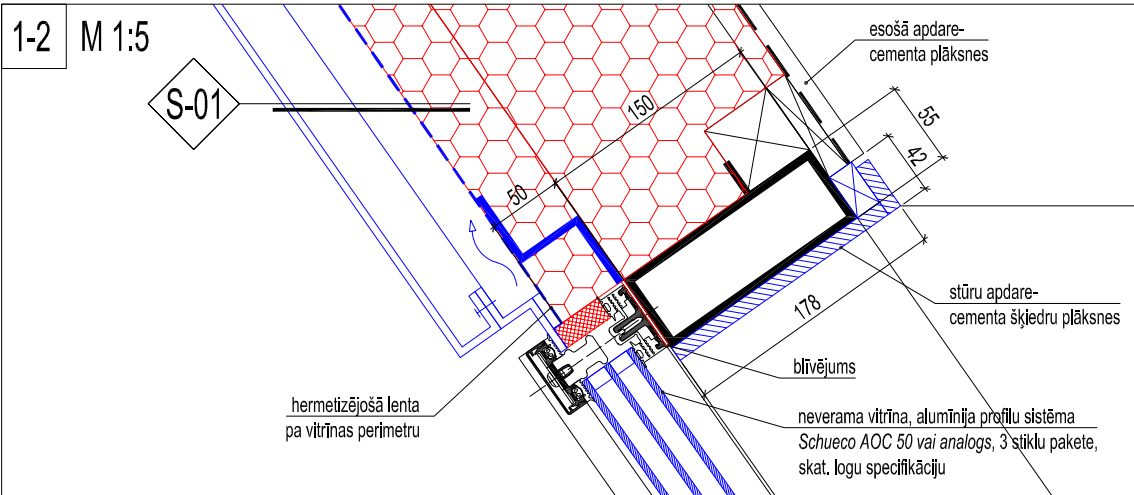 1-2 M 1:5
S-01
esošā apdare-
cementa plāksnes
150
55
42
50
178
stūru apdare-
cementa šķiedru plāksnes
blīvējums
hermetizējošā lenta
pa vitrīnas perimetru
neverama vitrīna, alumīnija profilu sistēma
Schueco AOC 50 vai analogs, 3 stiklu pakete,
skat. logu specifikāciju